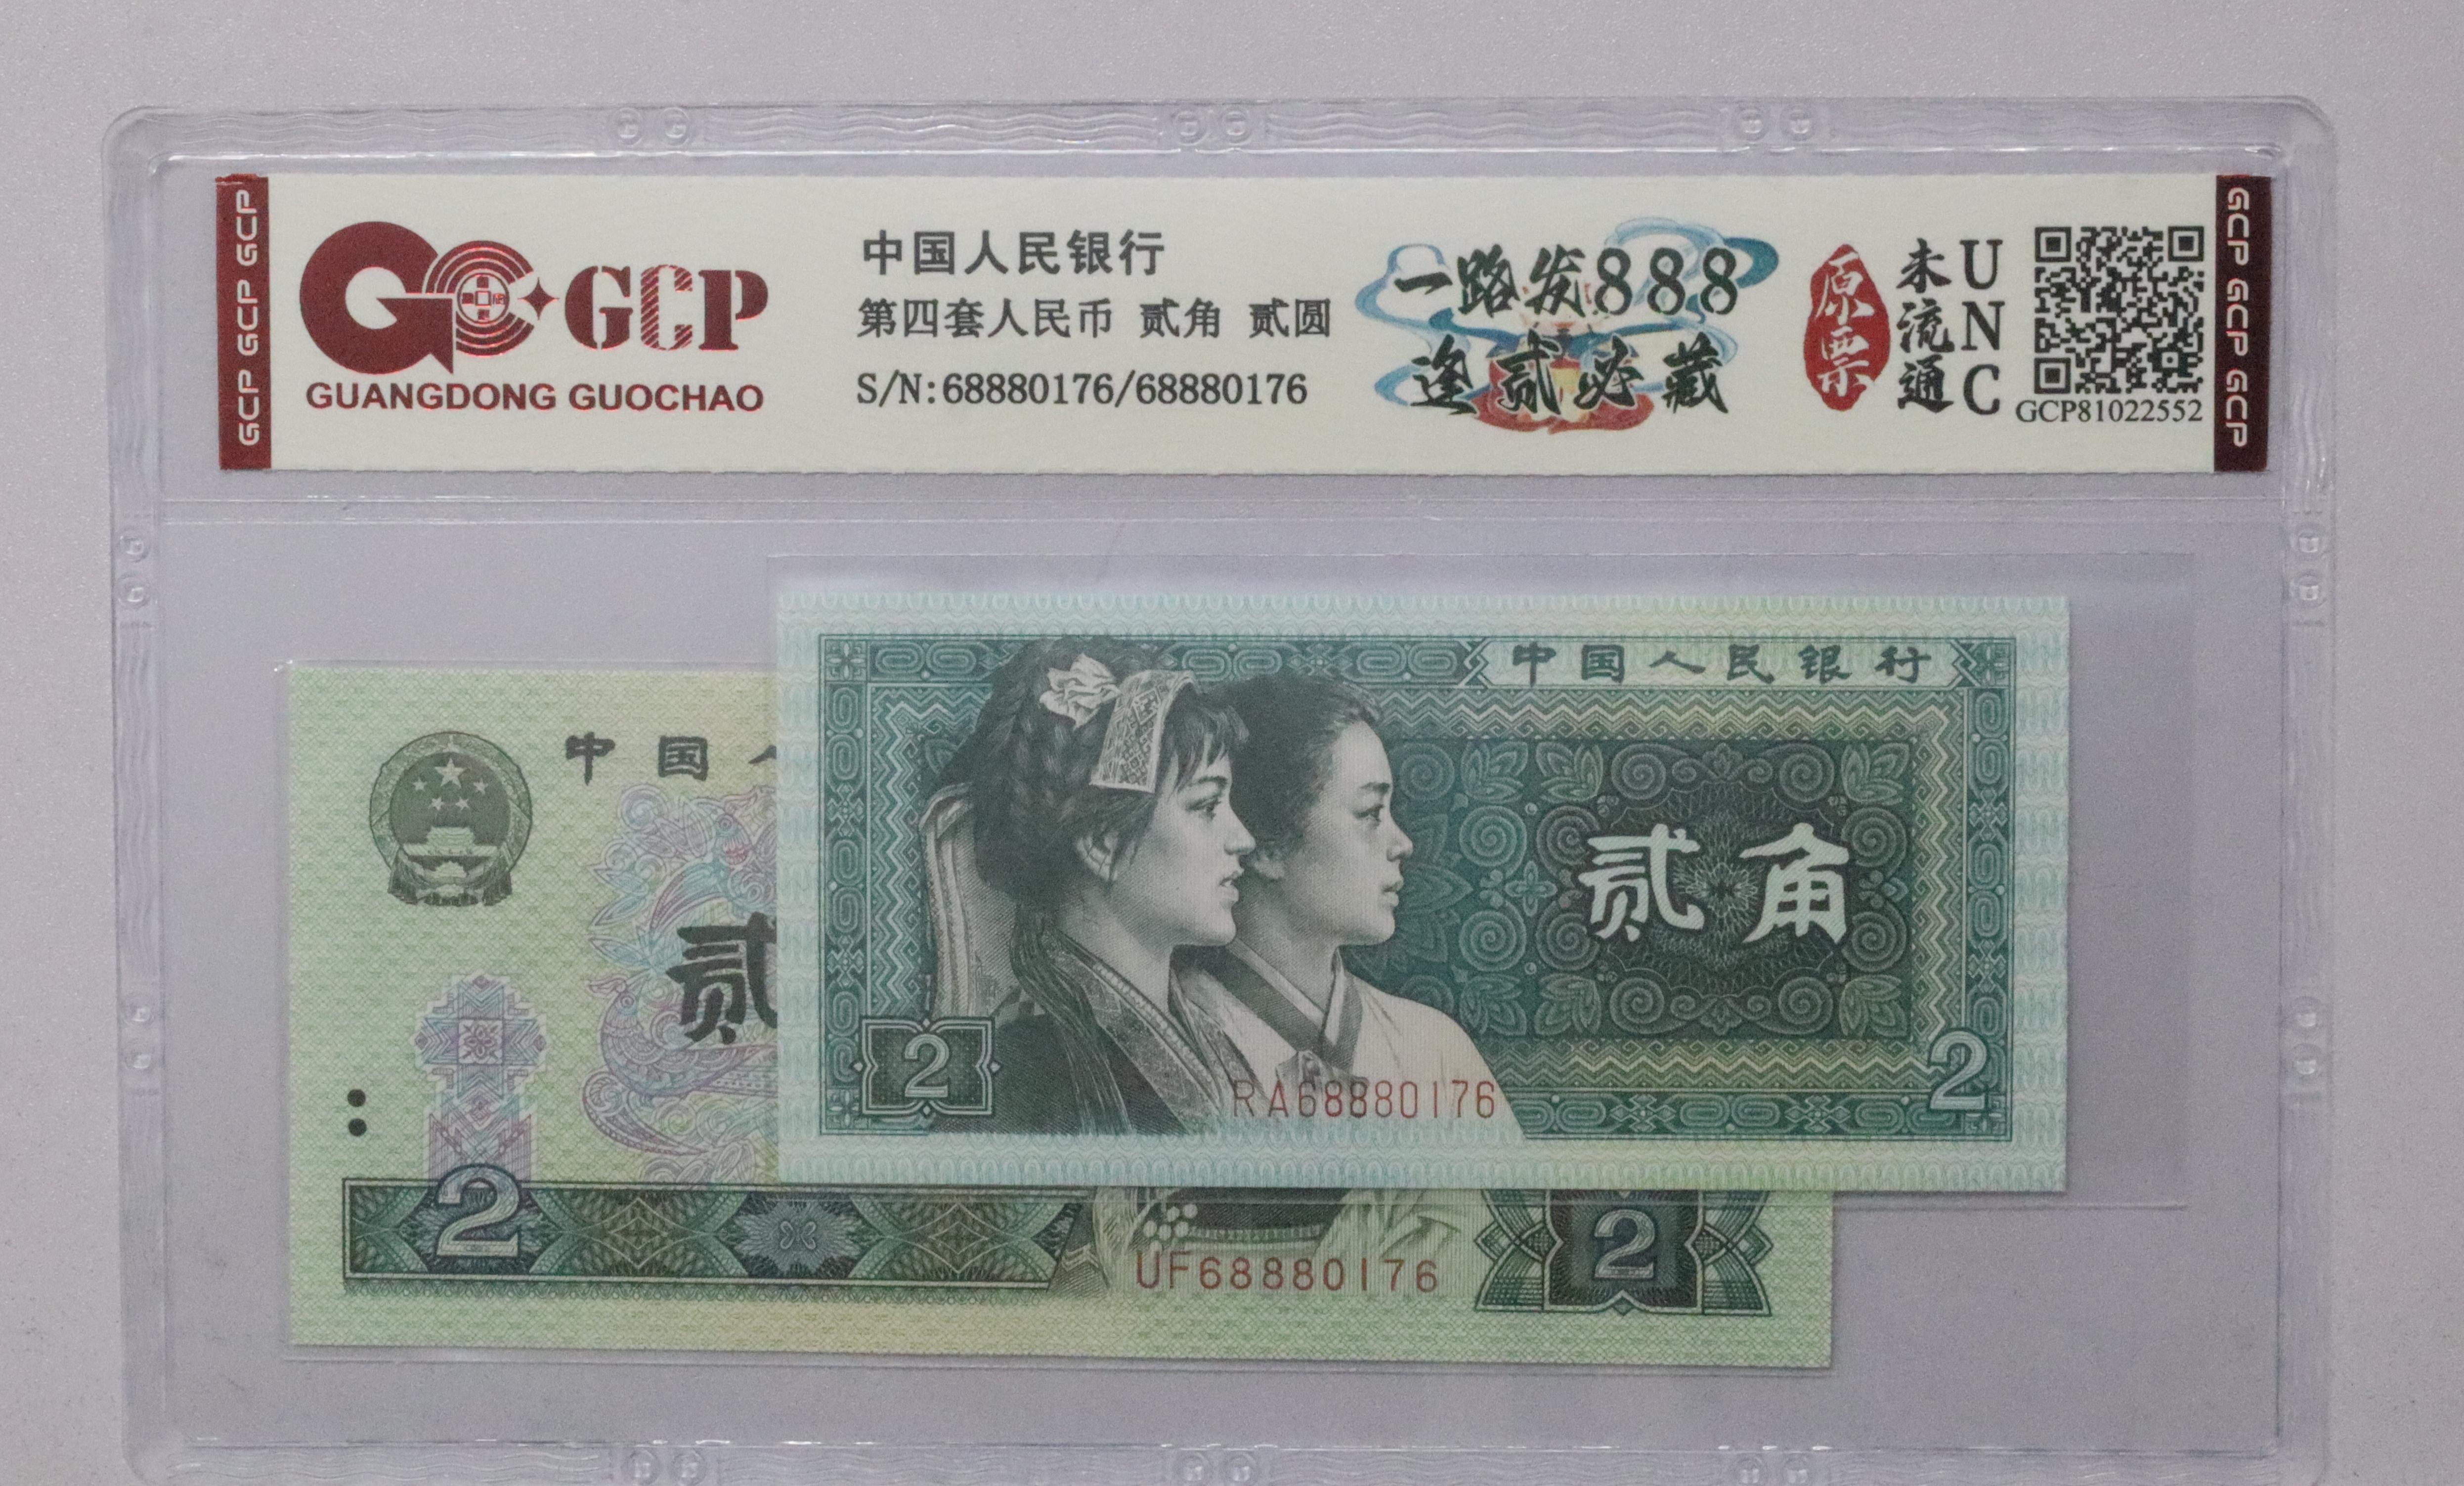 GCP GCP GCP
GCP
GUANGDONG GUOCHAO
中国人民银行
第四套人民币 贰角 贰圆
S/N:68880176/68880176
一路发888
逢贰必藏
原票
未流通
UNC
GCP81022552
GCP GCP GCP
中国人民银行
贰角
2
2
RA68880176
中国
贰
2
2
UF68880176